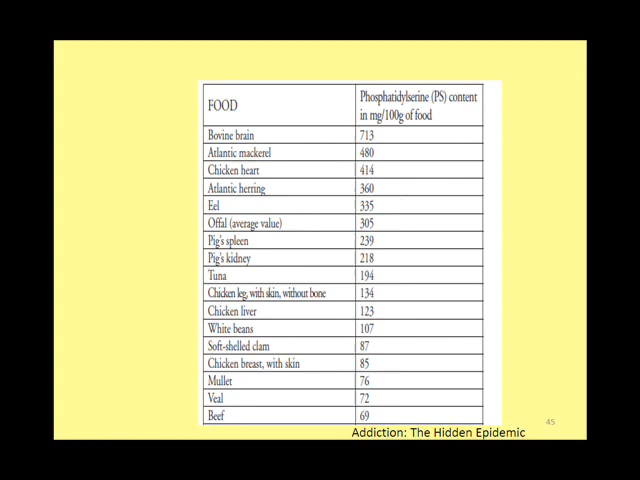 FOOD Phosphatidylserine (PS) content
in mg/100g of food
Bovine brain 713
Atlantic mackerel 480
Chicken heart 414
Atlantic herring 360
Eel 335
Offal (average value) 305
Pig's spleen 239
Pig's kidney 218
Tuna 194
Chicken leg, with skin, without bone 134
Chicken liver 123
White beans 107
Soft-shelled clam 87
Chicken breast, with skin 85
Mullet 76
Veal 72
Beef 69
45
Addiction: The Hidden Epidemic